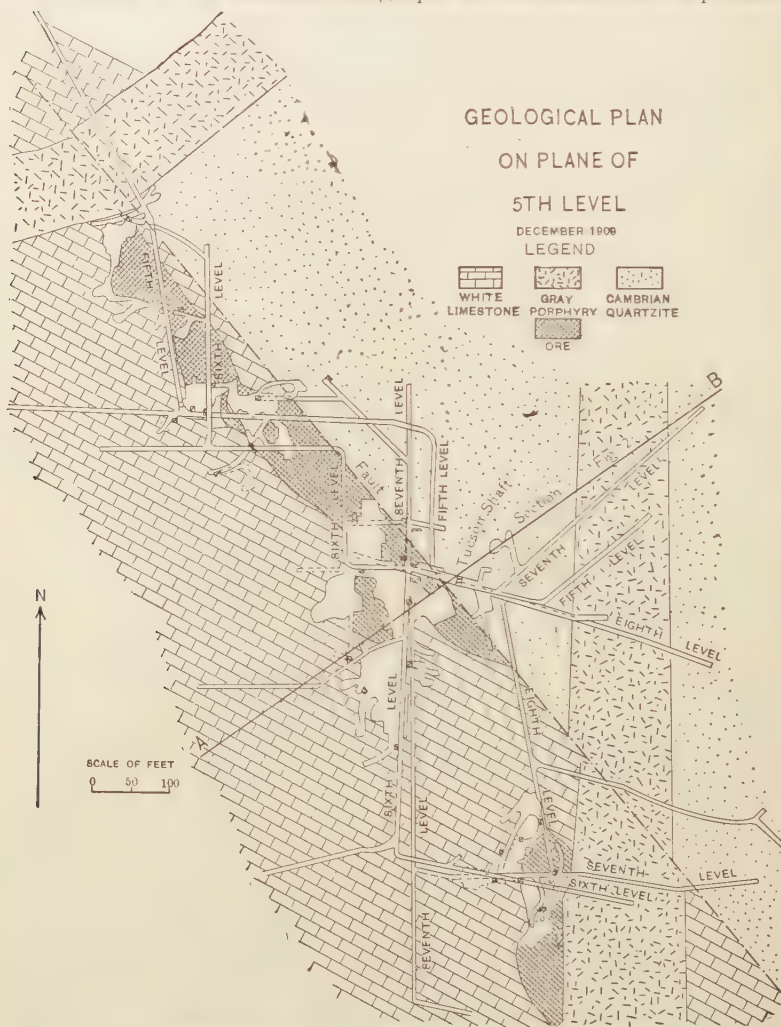 GEOLOGICAL PLAN
ON PLANE OF
5TH LEVEL
DECEMBER 1909
LEGEND
WHITE LIMESTONE
GRAY PORPHYRY
CAMBRIAN QUARTZITE
ORE
FIFTH LEVEL
SIXTH LEVEL
SIXTH LEVEL
Fault
SEVENTH LEVEL
FIFTH LEVEL
Tucson Shaft
Section Fig. 2
B
SEVENTH LEVEL
FIFTH LEVEL
EIGHTH LEVEL
N
A
SCALE OF FEET
0 50 100
SIXTH LEVEL
EIGHTH LEVEL
SEVENTH LEVEL
SEVENTH LEVEL
SIXTH LEVEL